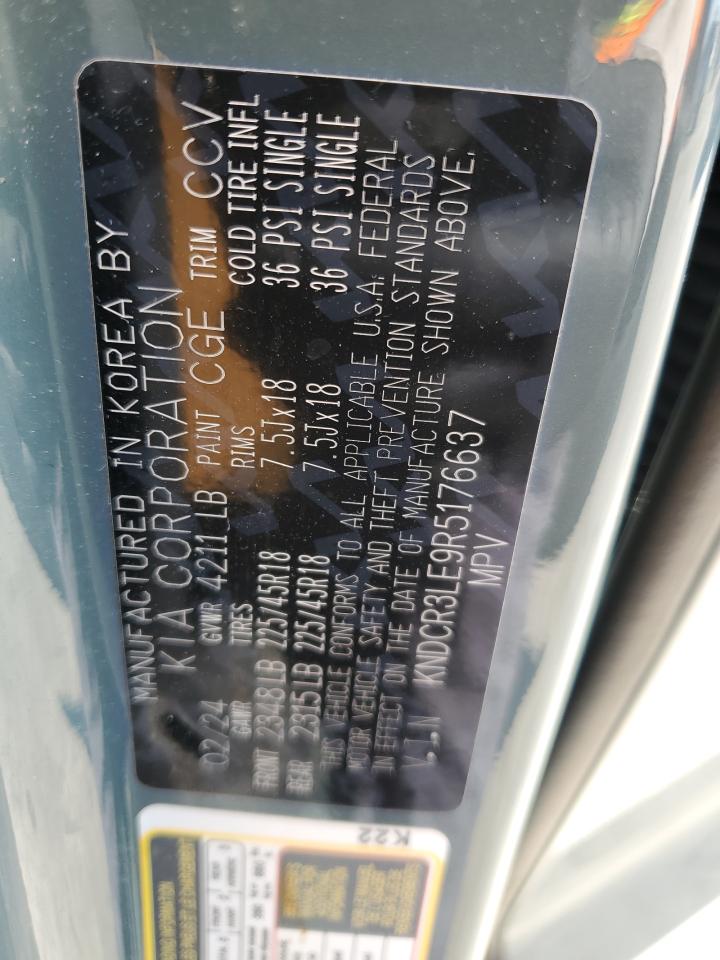 MANUFACTURED IN KOREA BY
KIA CORPORATION
02/24 GVWR 4211 LB PAINT CGE TRIM CCV
GAWR TIRES RIMS COLD TIRE INFL
FRONT 2348LB 225/45R18 7.5Jx18 36 PSI SINGLE
REAR 2315LB 225/45R18 7.5Jx18 36 PSI SINGLE
THIS VEHICLE CONFORMS TO ALL APPLICABLE U.S.A. FEDERAL
MOTOR VEHICLE SAFETY AND THEFT PREVENTION STANDARDS
IN EFFECT ON THE DATE OF MANUFACTURE SHOWN ABOVE.
V.I.N KNDCR3LE9R5176637
MPV
K22